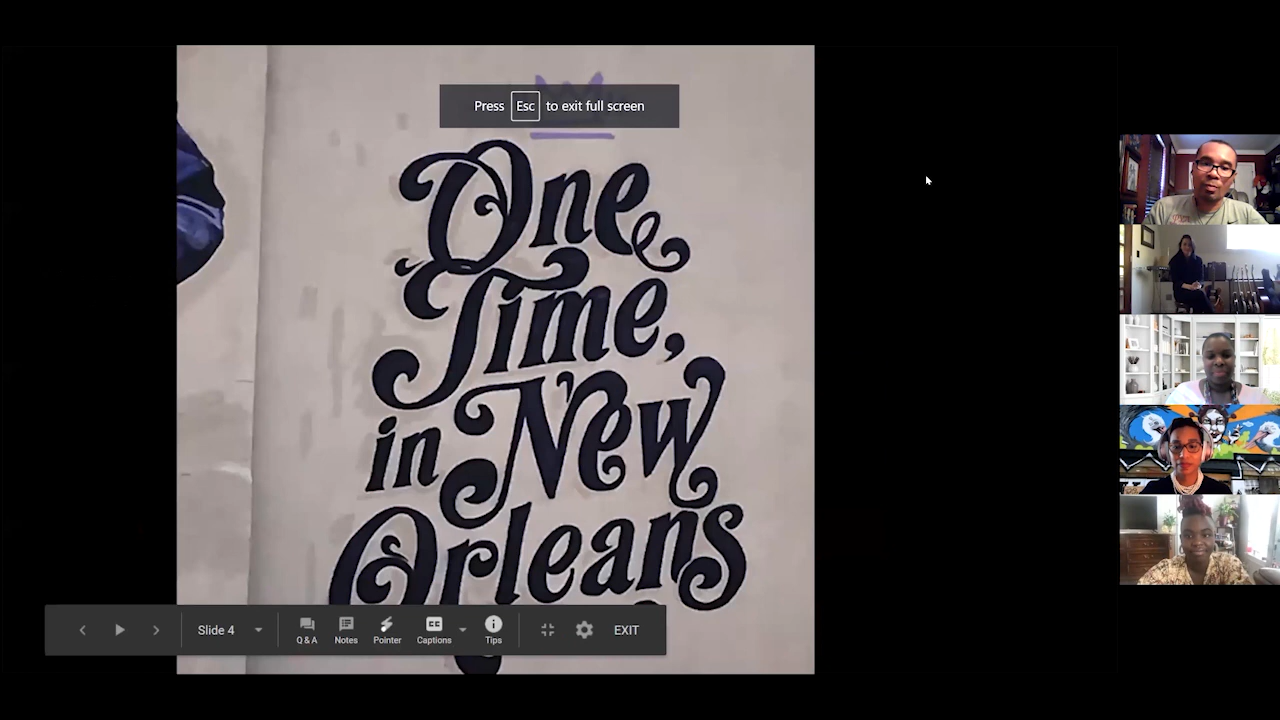 Press Esc to exit full screen
One
Time,
in New
Orleans
Slide 4
Q & A
Notes
Pointer
Captions
Tips
EXIT